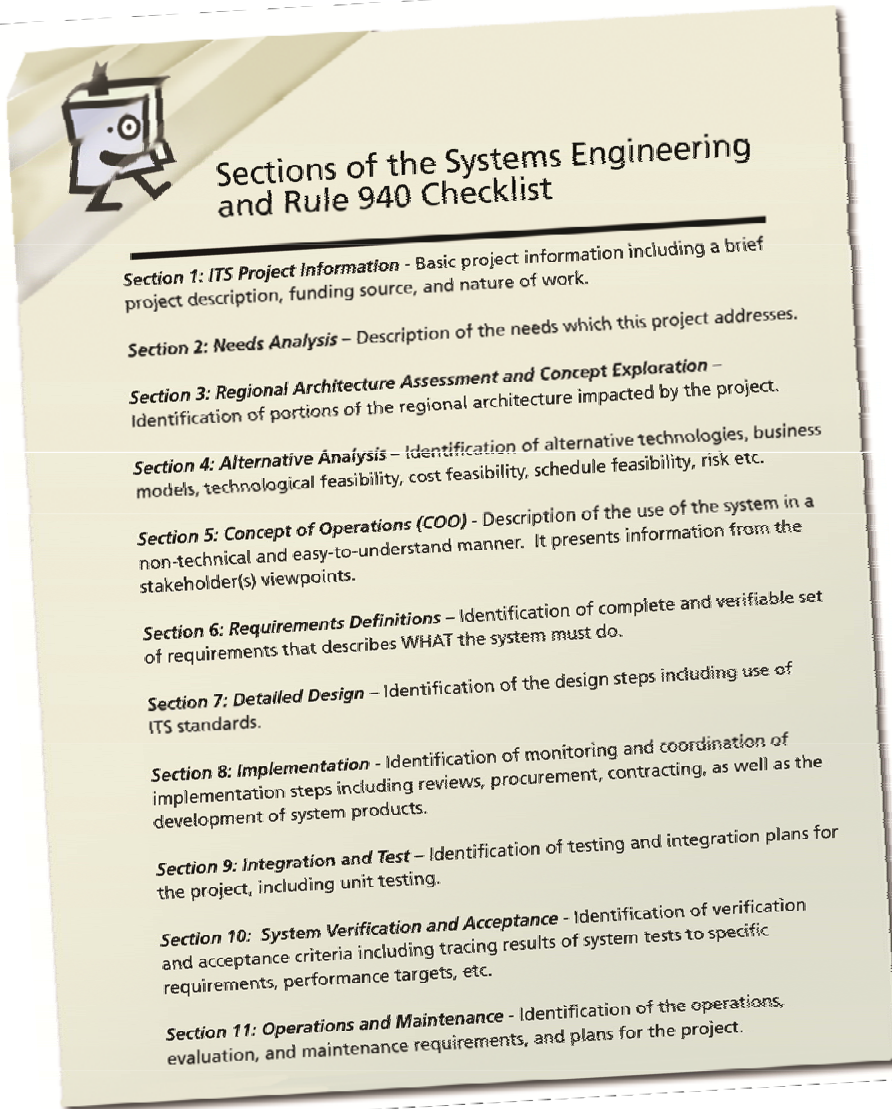 Sections of the Systems Engineering
and Rule 940 Checklist
Section 1: ITS Project Information - Basic project information including a brief
project description, funding source, and nature of work.
Section 2: Needs Analysis – Description of the needs which this project addresses.
Section 3: Regional Architecture Assessment and Concept Exploration –
Identification of portions of the regional architecture impacted by the project.
Section 4: Alternative Analysis – Identification of alternative technologies, business
models, technological feasibility, cost feasibility, schedule feasibility, risk etc.
Section 5: Concept of Operations (COO) - Description of the use of the system in a
non-technical and easy-to-understand manner.  It presents information from the
stakeholder(s) viewpoints.
Section 6: Requirements Definitions – Identification of complete and verifiable set
of requirements that describes WHAT the system must do.
Section 7: Detailed Design – Identification of the design steps including use of
ITS standards.
Section 8: Implementation - Identification of monitoring and coordination of
implementation steps including reviews, procurement, contracting, as well as the
development of system products.
Section 9: Integration and Test – Identification of testing and integration plans for
the project, including unit testing.
Section 10:  System Verification and Acceptance - Identification of verification
and acceptance criteria including tracing results of system tests to specific
requirements, performance targets, etc.
Section 11: Operations and Maintenance - Identification of the operations,
evaluation, and maintenance requirements, and plans for the project.